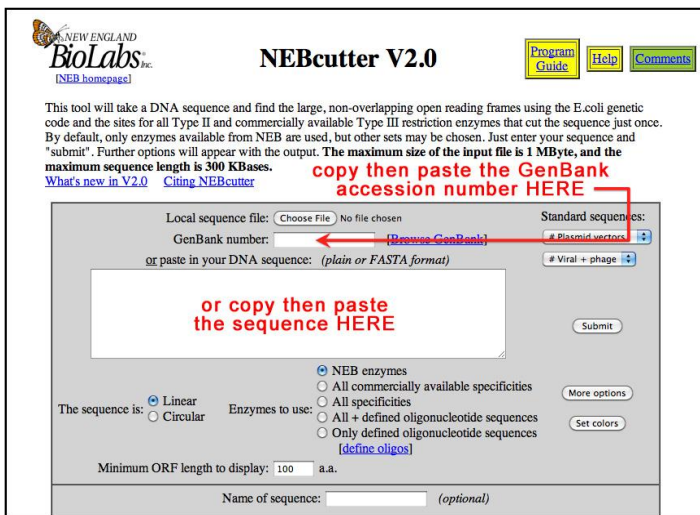 NEW ENGLAND
BioLabs Inc.
[NEB homepage]
NEBcutter V2.0
Program Guide
Help
Comments
This tool will take a DNA sequence and find the large, non-overlapping open reading frames using the E.coli genetic
code and the sites for all Type II and commercially available Type III restriction enzymes that cut the sequence just once.
By default, only enzymes available from NEB are used, but other sets may be chosen. Just enter your sequence and
"submit". Further options will appear with the output. The maximum size of the input file is 1 MByte, and the
maximum sequence length is 300 KBases.
What's new in V2.0 Citing NEBcutter
copy then paste the GenBank
accession number HERE
Local sequence file: Choose File No file chosen
Standard sequences:
GenBank number: [Browse GenBank]
# Plasmid vectors
or paste in your DNA sequence: (plain or FASTA format)
# Viral + phage
or copy then paste
the sequence HERE
Submit
The sequence is:
Linear
Circular
Enzymes to use:
NEB enzymes
All commercially available specificities
All specificities
All + defined oligonucleotide sequences
Only defined oligonucleotide sequences
[define oligos]
More options
Set colors
Minimum ORF length to display: 100 a.a.
Name of sequence: (optional)